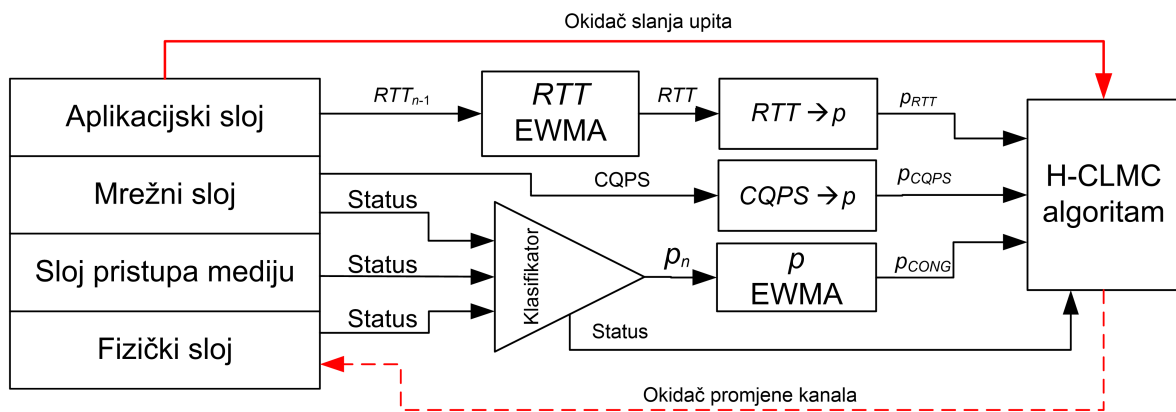 Okidač slanja upita
Aplikacijski sloj
Mrežni sloj
Sloj pristupa mediju
Fizički sloj
RTTn-1
RTT
EWMA
RTT
RTT → p
pRTT
CQPS
CQPS → p
pCQPS
Status
Status
Status
Klasifikator
pn
p
EWMA
pCONG
Status
H-CLMC
algoritam
Okidač promjene kanala